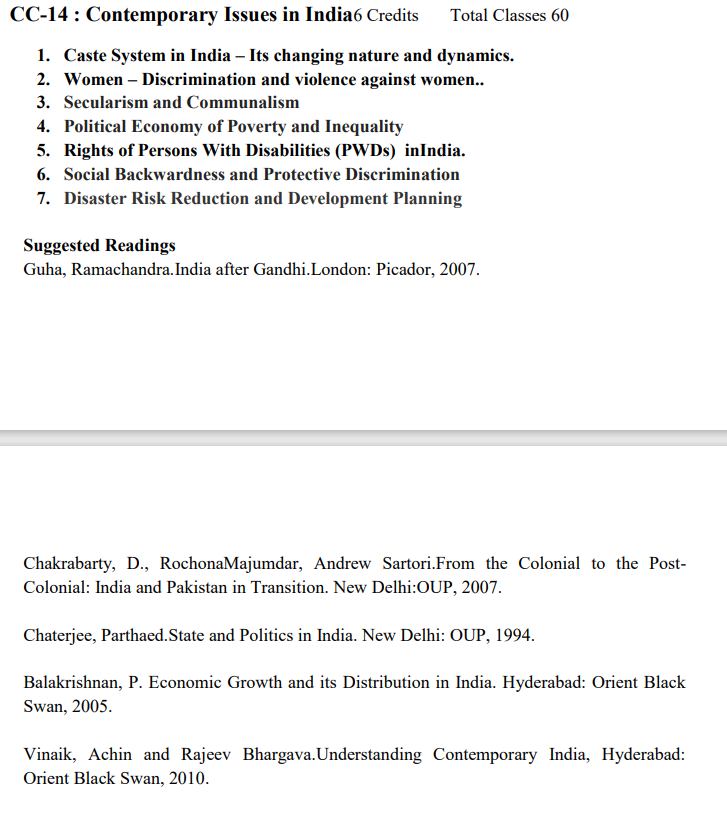 CC-14 : Contemporary Issues in India6 Credits Total Classes 60
1. Caste System in India – Its changing nature and dynamics.
2. Women – Discrimination and violence against women..
3. Secularism and Communalism
4. Political Economy of Poverty and Inequality
5. Rights of Persons With Disabilities (PWDs) inIndia.
6. Social Backwardness and Protective Discrimination
7. Disaster Risk Reduction and Development Planning
Suggested Readings
Guha, Ramachandra.India after Gandhi.London: Picador, 2007.
Chakrabarty, D., RochonaMajumdar, Andrew Sartori.From the Colonial to the Post-
Colonial: India and Pakistan in Transition. New Delhi:OUP, 2007.
Chaterjee, Parthaed.State and Politics in India. New Delhi: OUP, 1994.
Balakrishnan, P. Economic Growth and its Distribution in India. Hyderabad: Orient Black
Swan, 2005.
Vinaik, Achin and Rajeev Bhargava.Understanding Contemporary India, Hyderabad:
Orient Black Swan, 2010.